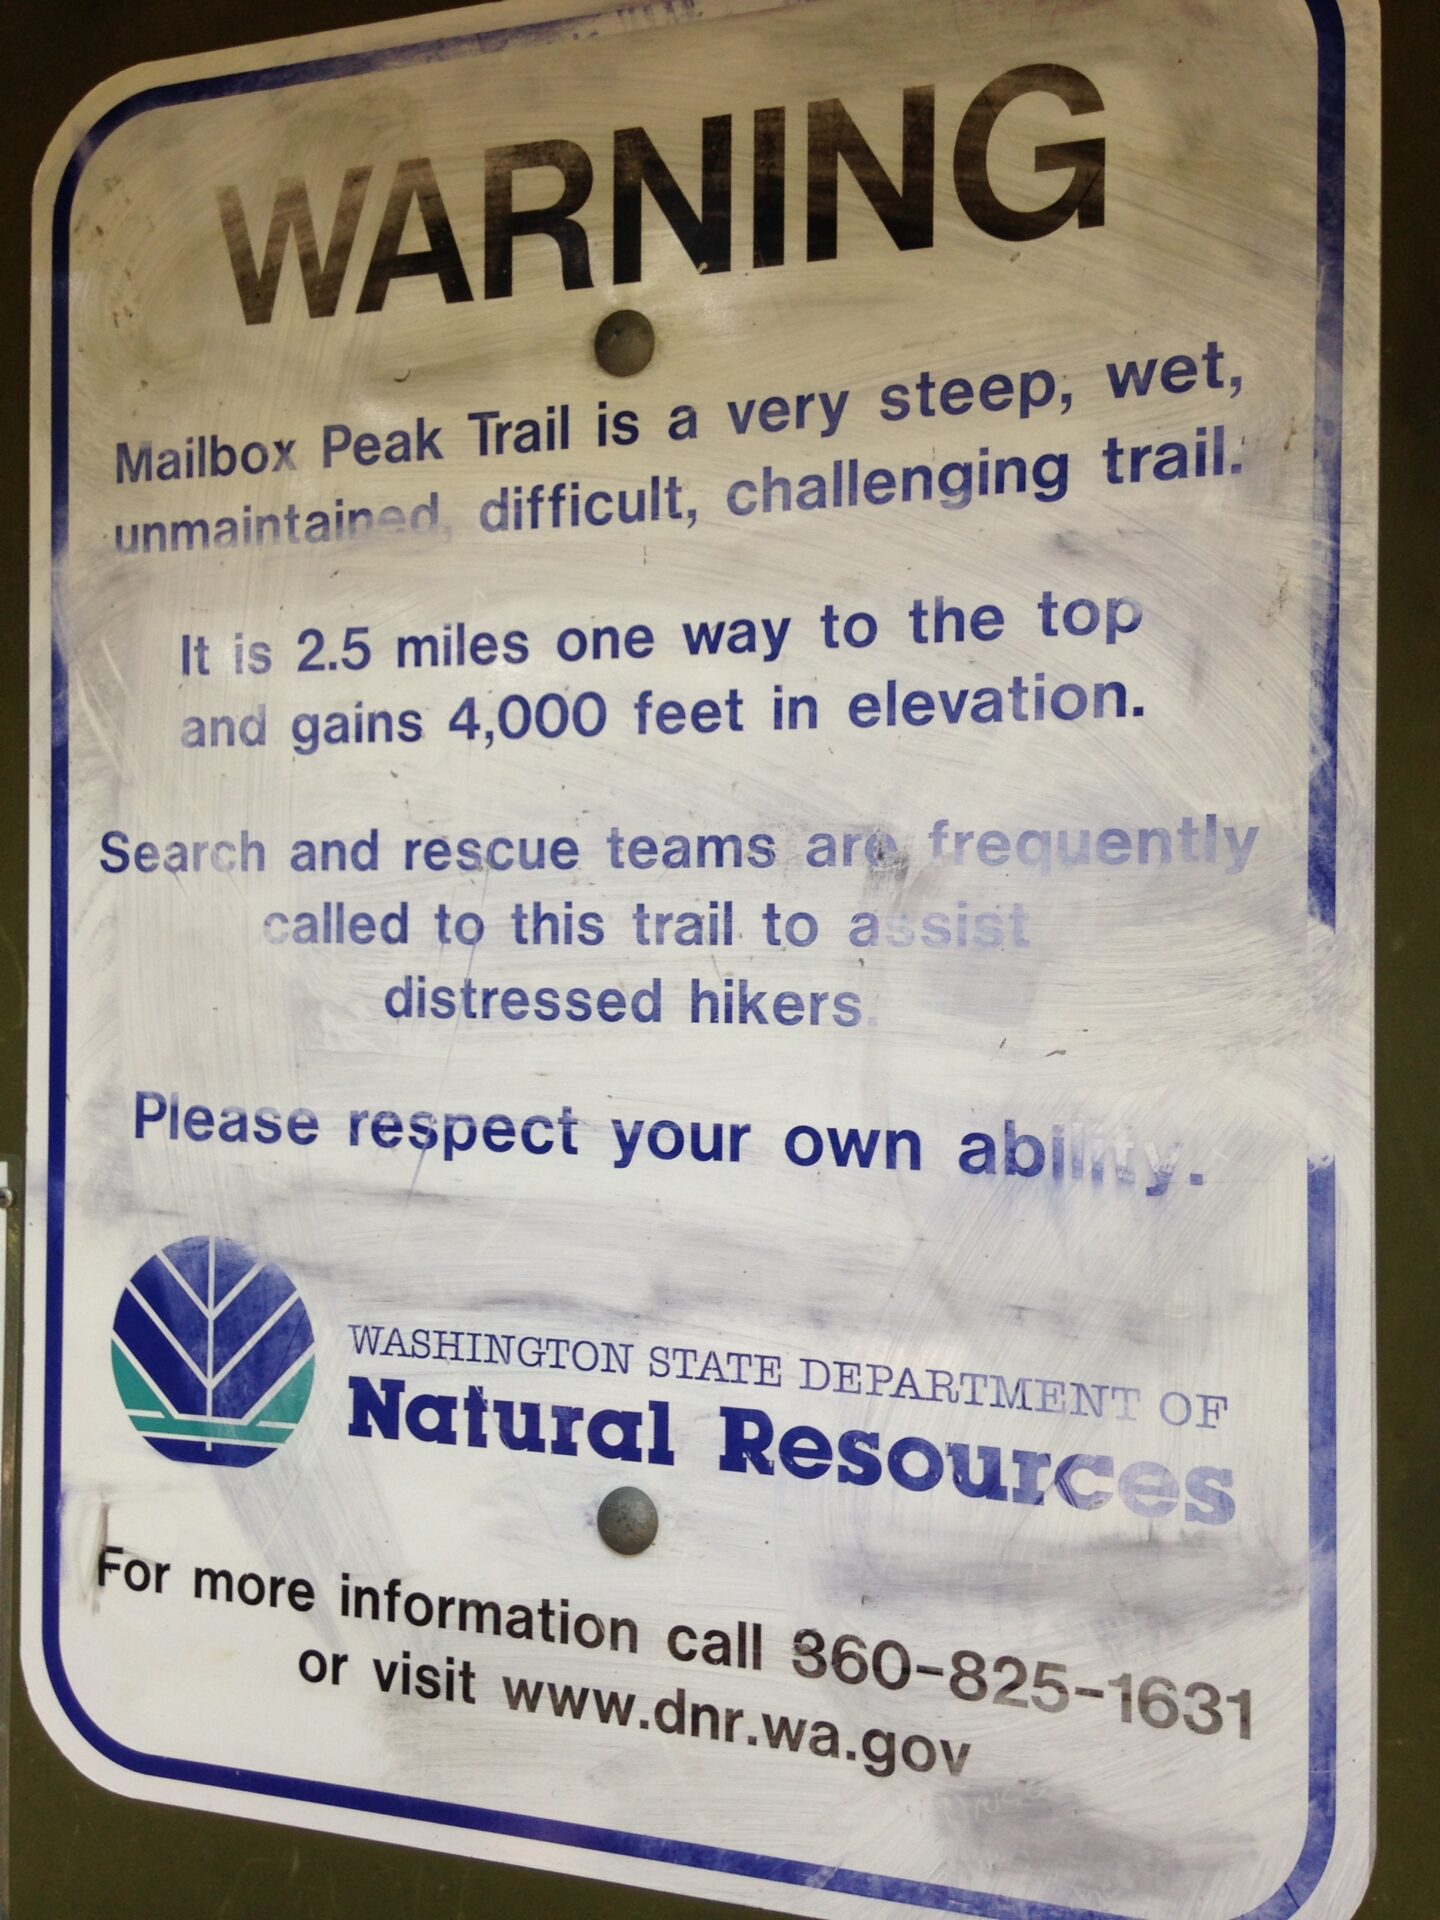 WARNING
Mailbox Peak Trail is a very steep, wet,
unmaintained, difficult, challenging trail.
It is 2.5 miles one way to the top
and gains 4,000 feet in elevation.
Search and rescue teams are frequently
called to this trail to assist
distressed hikers.
Please respect your own ability.
WASHINGTON STATE DEPARTMENT OF
Natural Resources
For more information call 360-825-1631
or visit www.dnr.wa.gov